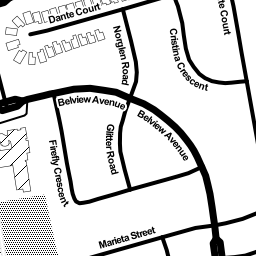 Dante Court
te Court
Norglen Road
Cristina Crescent
Belview Avenue
Belview Avenue
Glitter Road
Firefly Crescent
Marieta Street